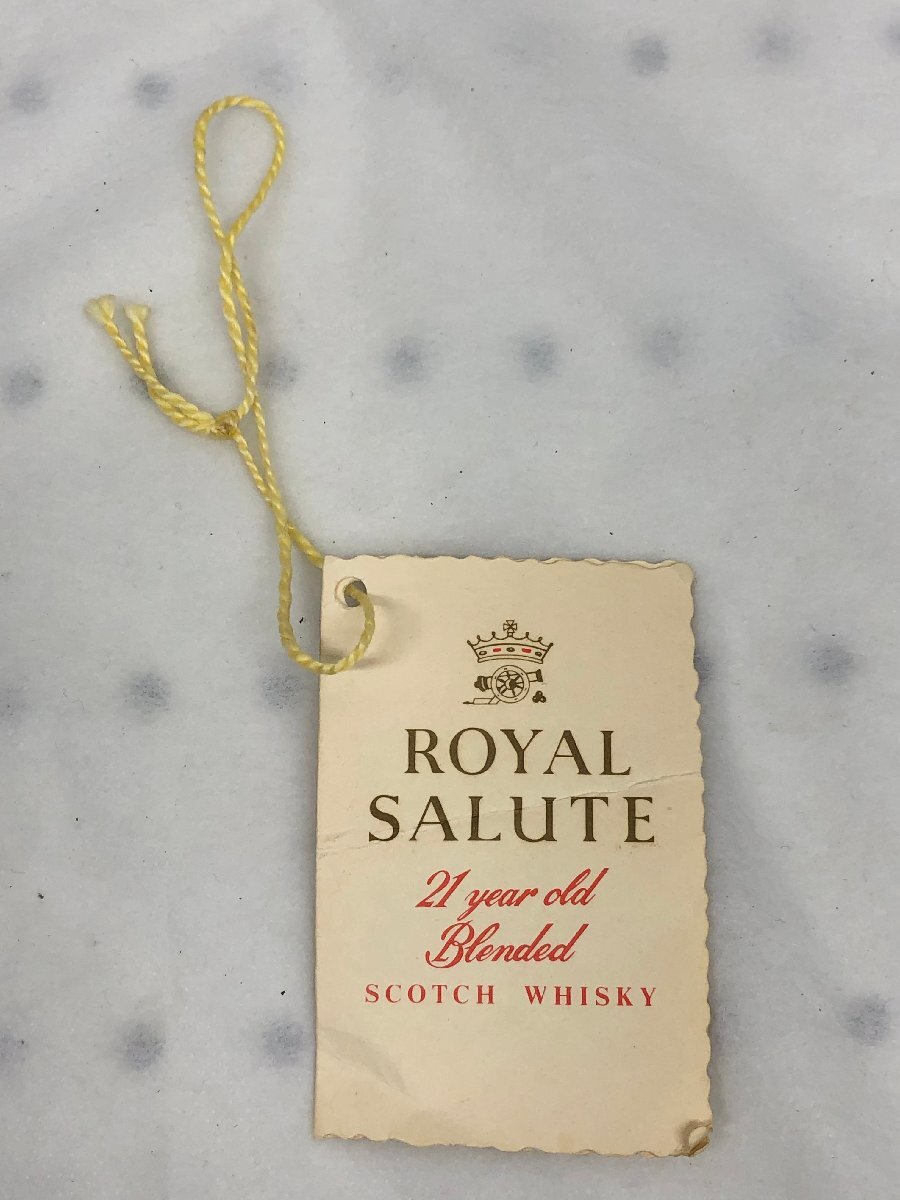 ROYAL
SALUTE
21 year old
Blended
SCOTCH WHISKY